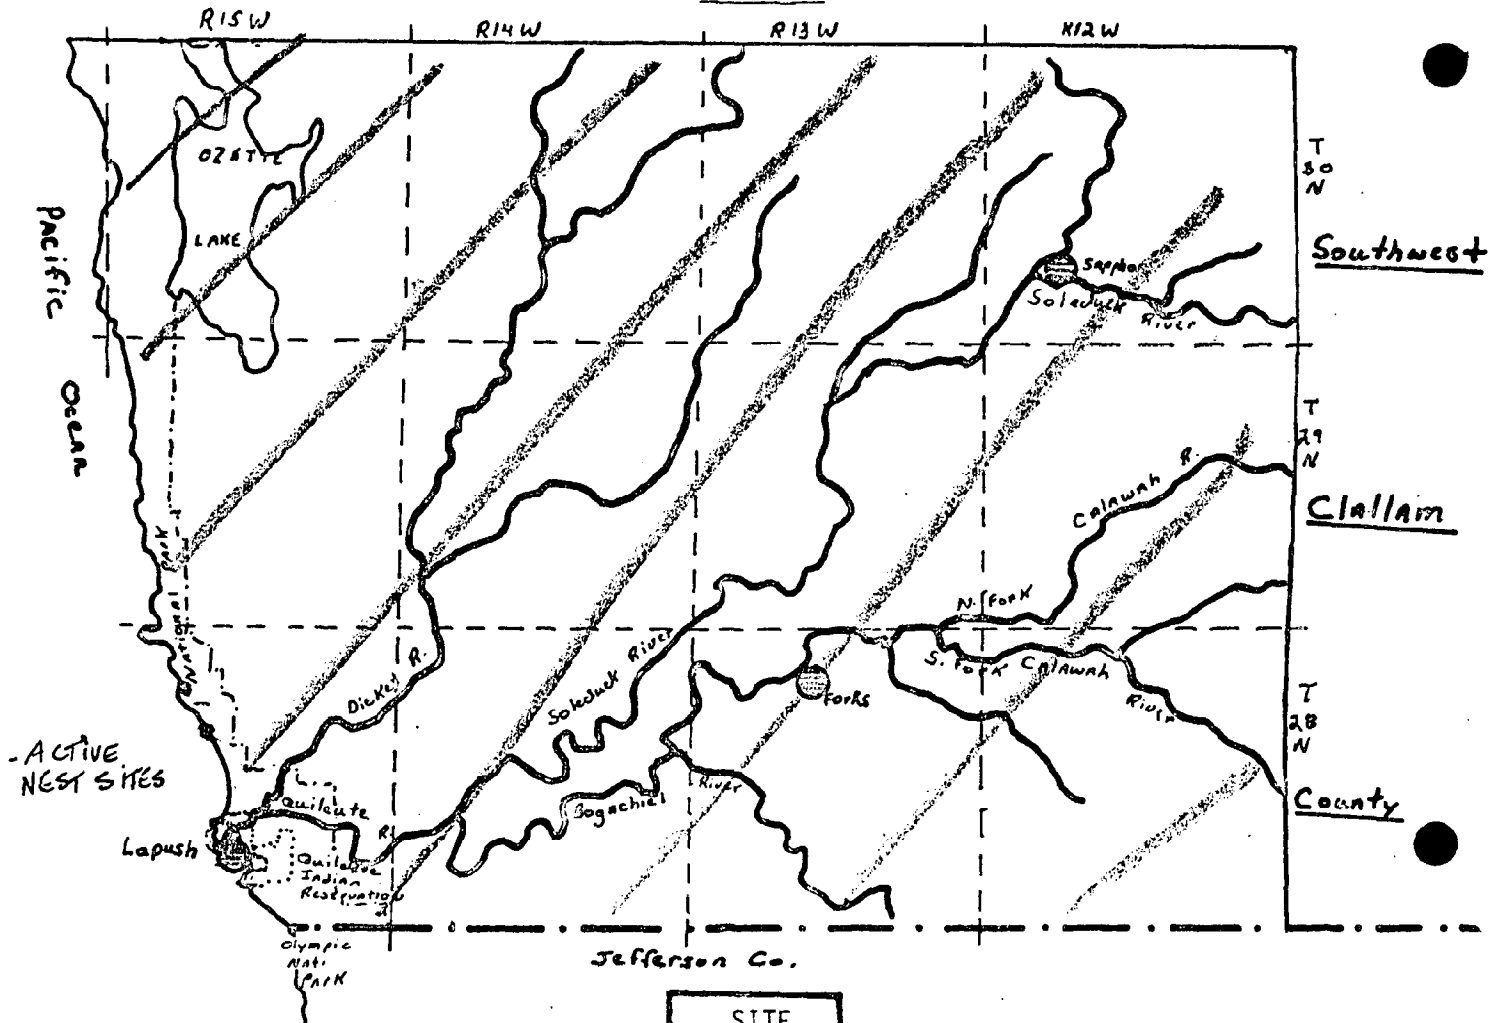 R15W R14W R13W R12W
T
30
N
OZETTE
LAKE
Pacific
Ocean
Sappho
Soleduck
River
Southwest
T
29
N
Calawah R.
Clallam
PARK
National
N. Fork
S. Fork Calawah
River
Dickey R.
Soleduck River
Forks
T
28
N
- ACTIVE
NEST SITES
Quileute
R.
Bogachiel
River
County
Lapush
Quileute
Indian
Reservation
Olympic
Natl
Park
Jefferson Co.
SITE